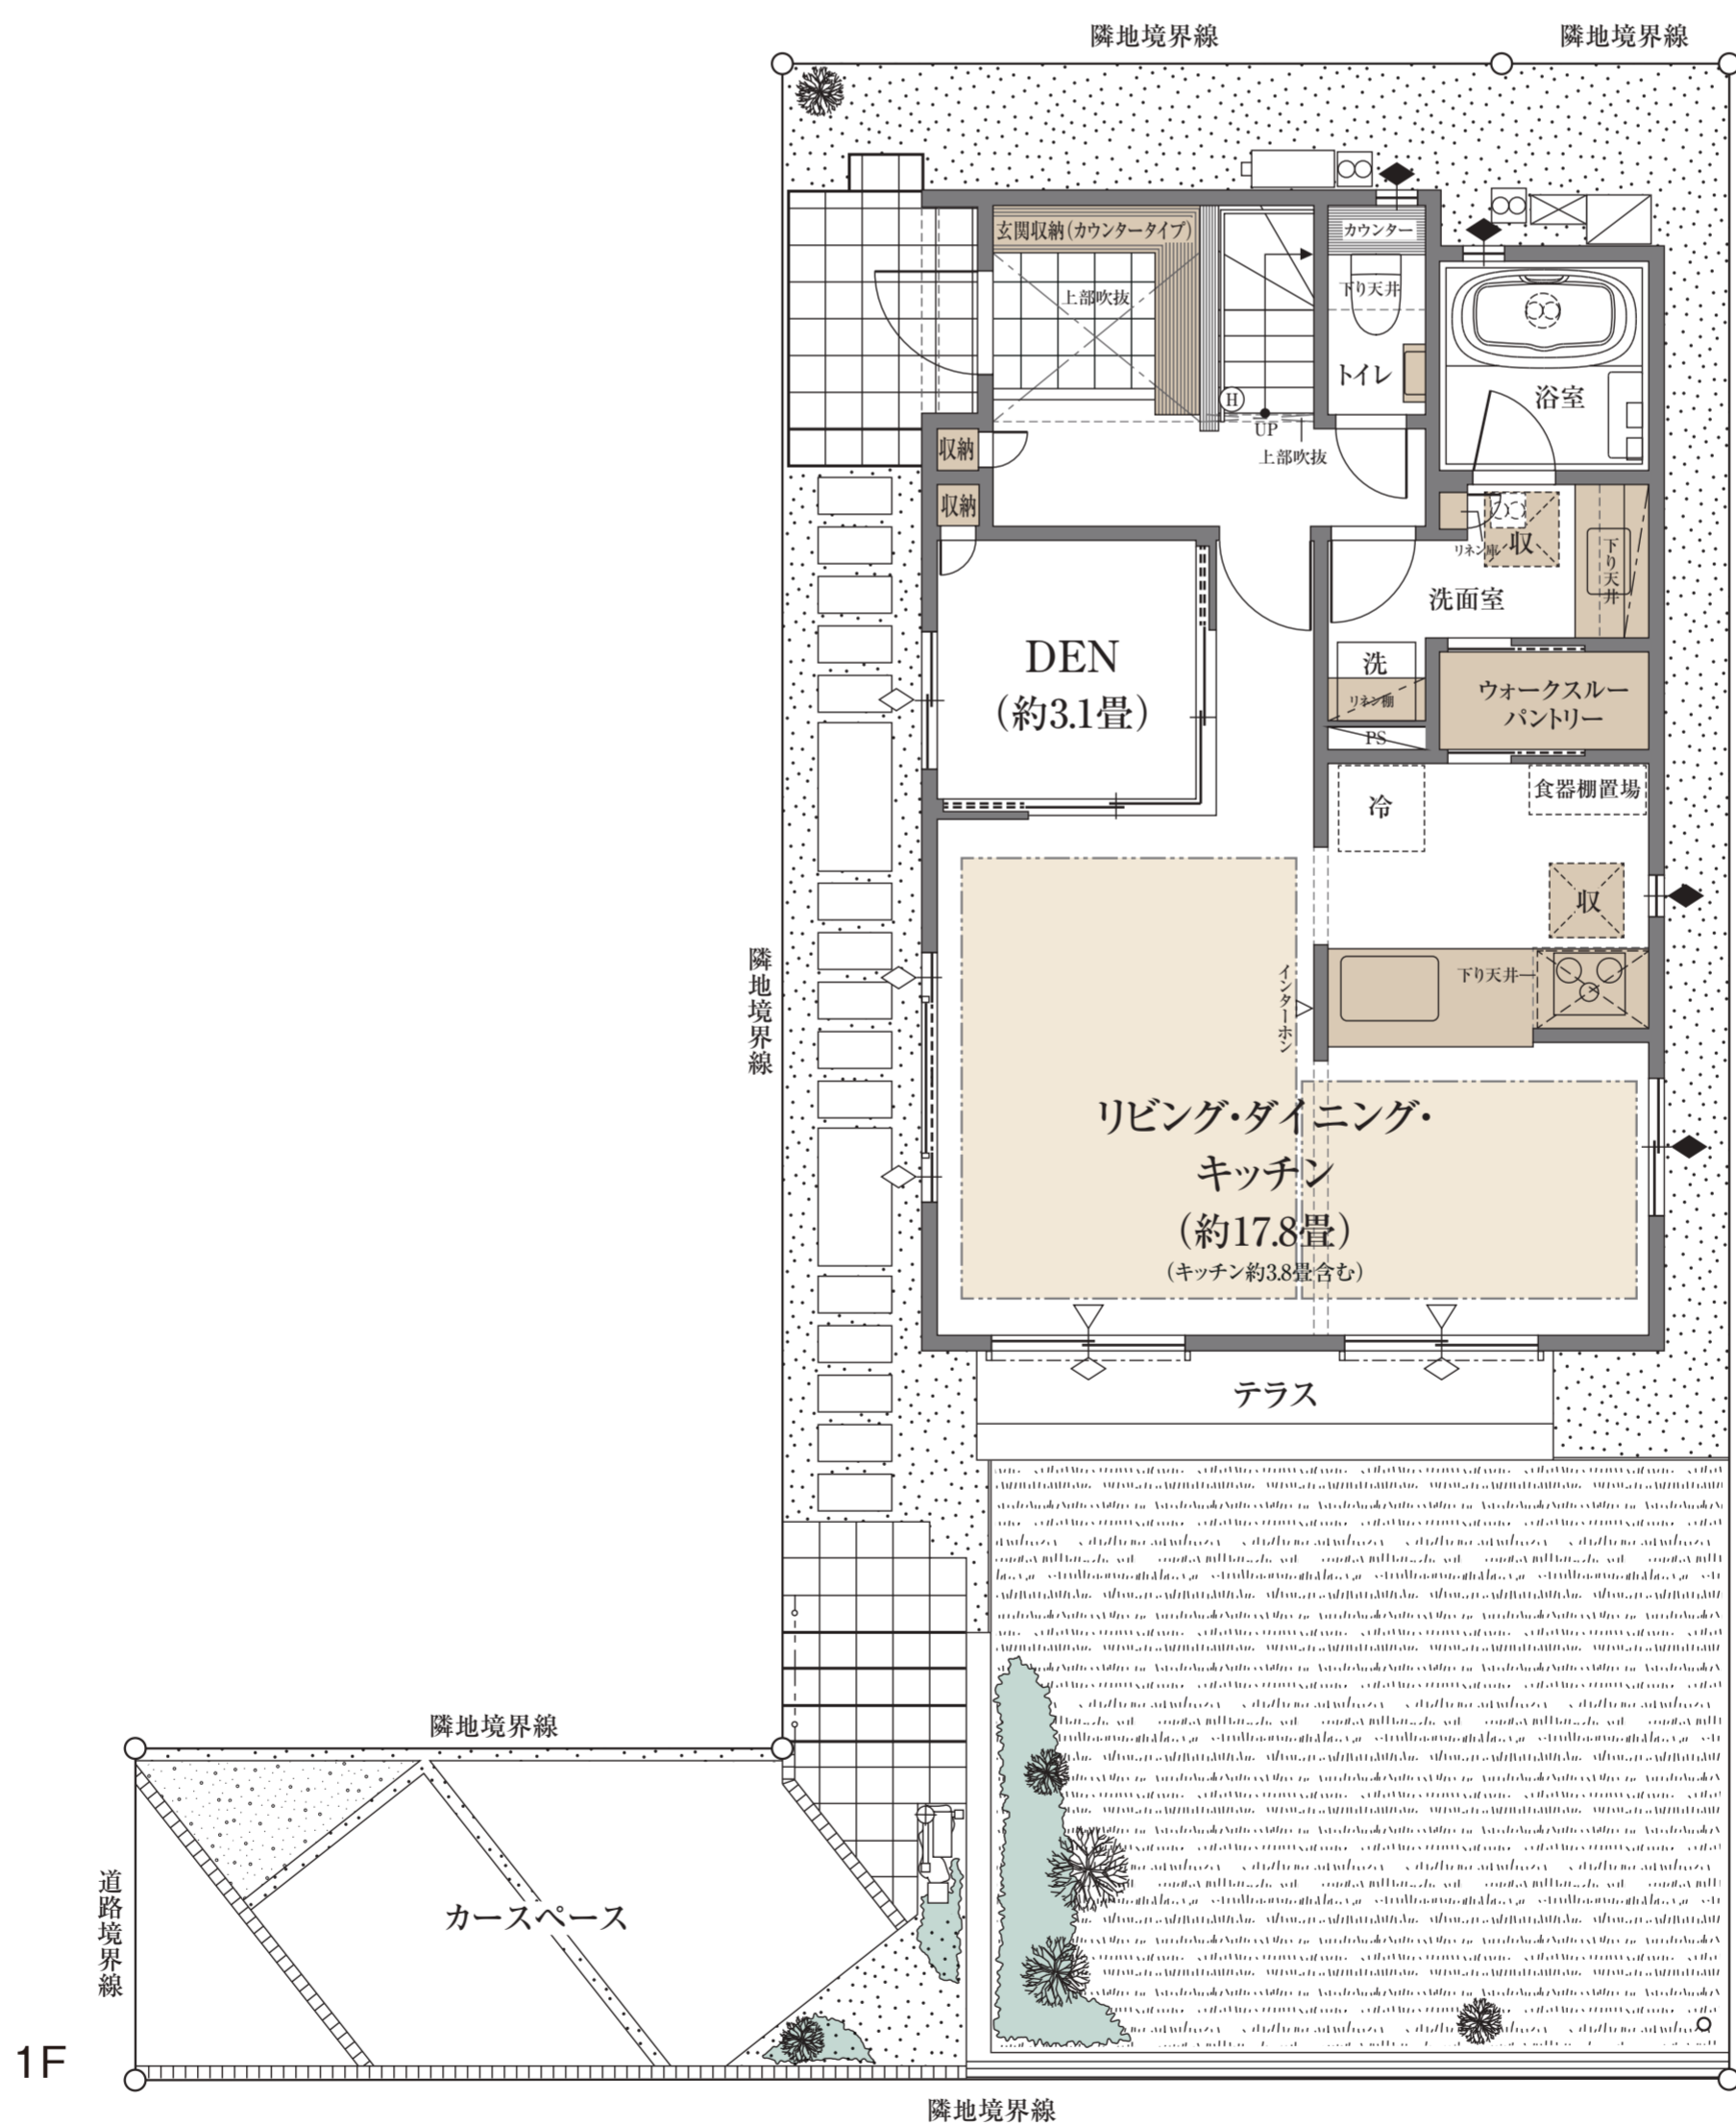 隣地境界線
隣地境界線
玄関収納(カウンタータイプ)
カウンター
上部吹抜
下り天井
トイレ
浴室
H
UP
上部吹抜
収納
収納
リネン庫
収
下り天井
洗面室
DEN
(約3.1畳)
洗
リネン棚
PS
ウォークスルー
パントリー
冷
食器棚置場
収
下り天井
インターホン
隣地境界線
リビング・ダイニング・
キッチン
(約17.8畳)
(キッチン約3.8畳含む)
テラス
隣地境界線
道路境界線
カースペース
1F
隣地境界線